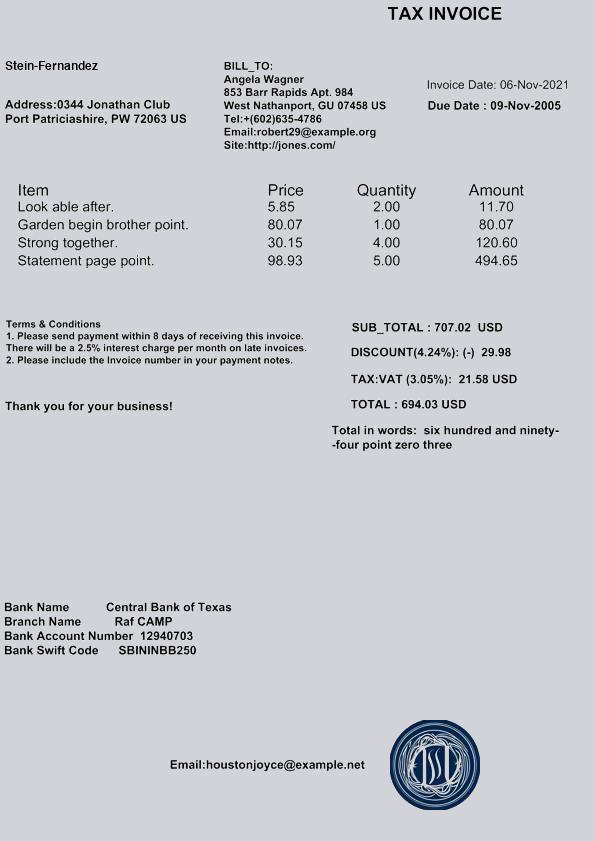 TAX INVOICE
Stein-Fernandez
Address:0344 Jonathan Club
Port Patriciashire, PW 72063 US
BILL_TO:
Angela Wagner
853 Barr Rapids Apt. 984
West Nathanport, GU 07458 US
Tel:+(602)635-4786
Email:robert29@example.org
Site:http://jones.com/
Invoice Date: 06-Nov-2021
Due Date : 09-Nov-2005
Item Price Quantity Amount
Look able after. 5.85 2.00 11.70
Garden begin brother point. 80.07 1.00 80.07
Strong together. 30.15 4.00 120.60
Statement page point. 98.93 5.00 494.65
Terms & Conditions
1. Please send payment within 8 days of receiving this invoice.
There will be a 2.5% interest charge per month on late invoices.
2. Please include the Invoice number in your payment notes.
Thank you for your business!
SUB_TOTAL : 707.02 USD
DISCOUNT(4.24%): (-) 29.98
TAX:VAT (3.05%): 21.58 USD
TOTAL : 694.03 USD
Total in words: six hundred and ninety-
-four point zero three
Bank Name Central Bank of Texas
Branch Name Raf CAMP
Bank Account Number 12940703
Bank Swift Code SBININBB250
Email:houstonjoyce@example.net